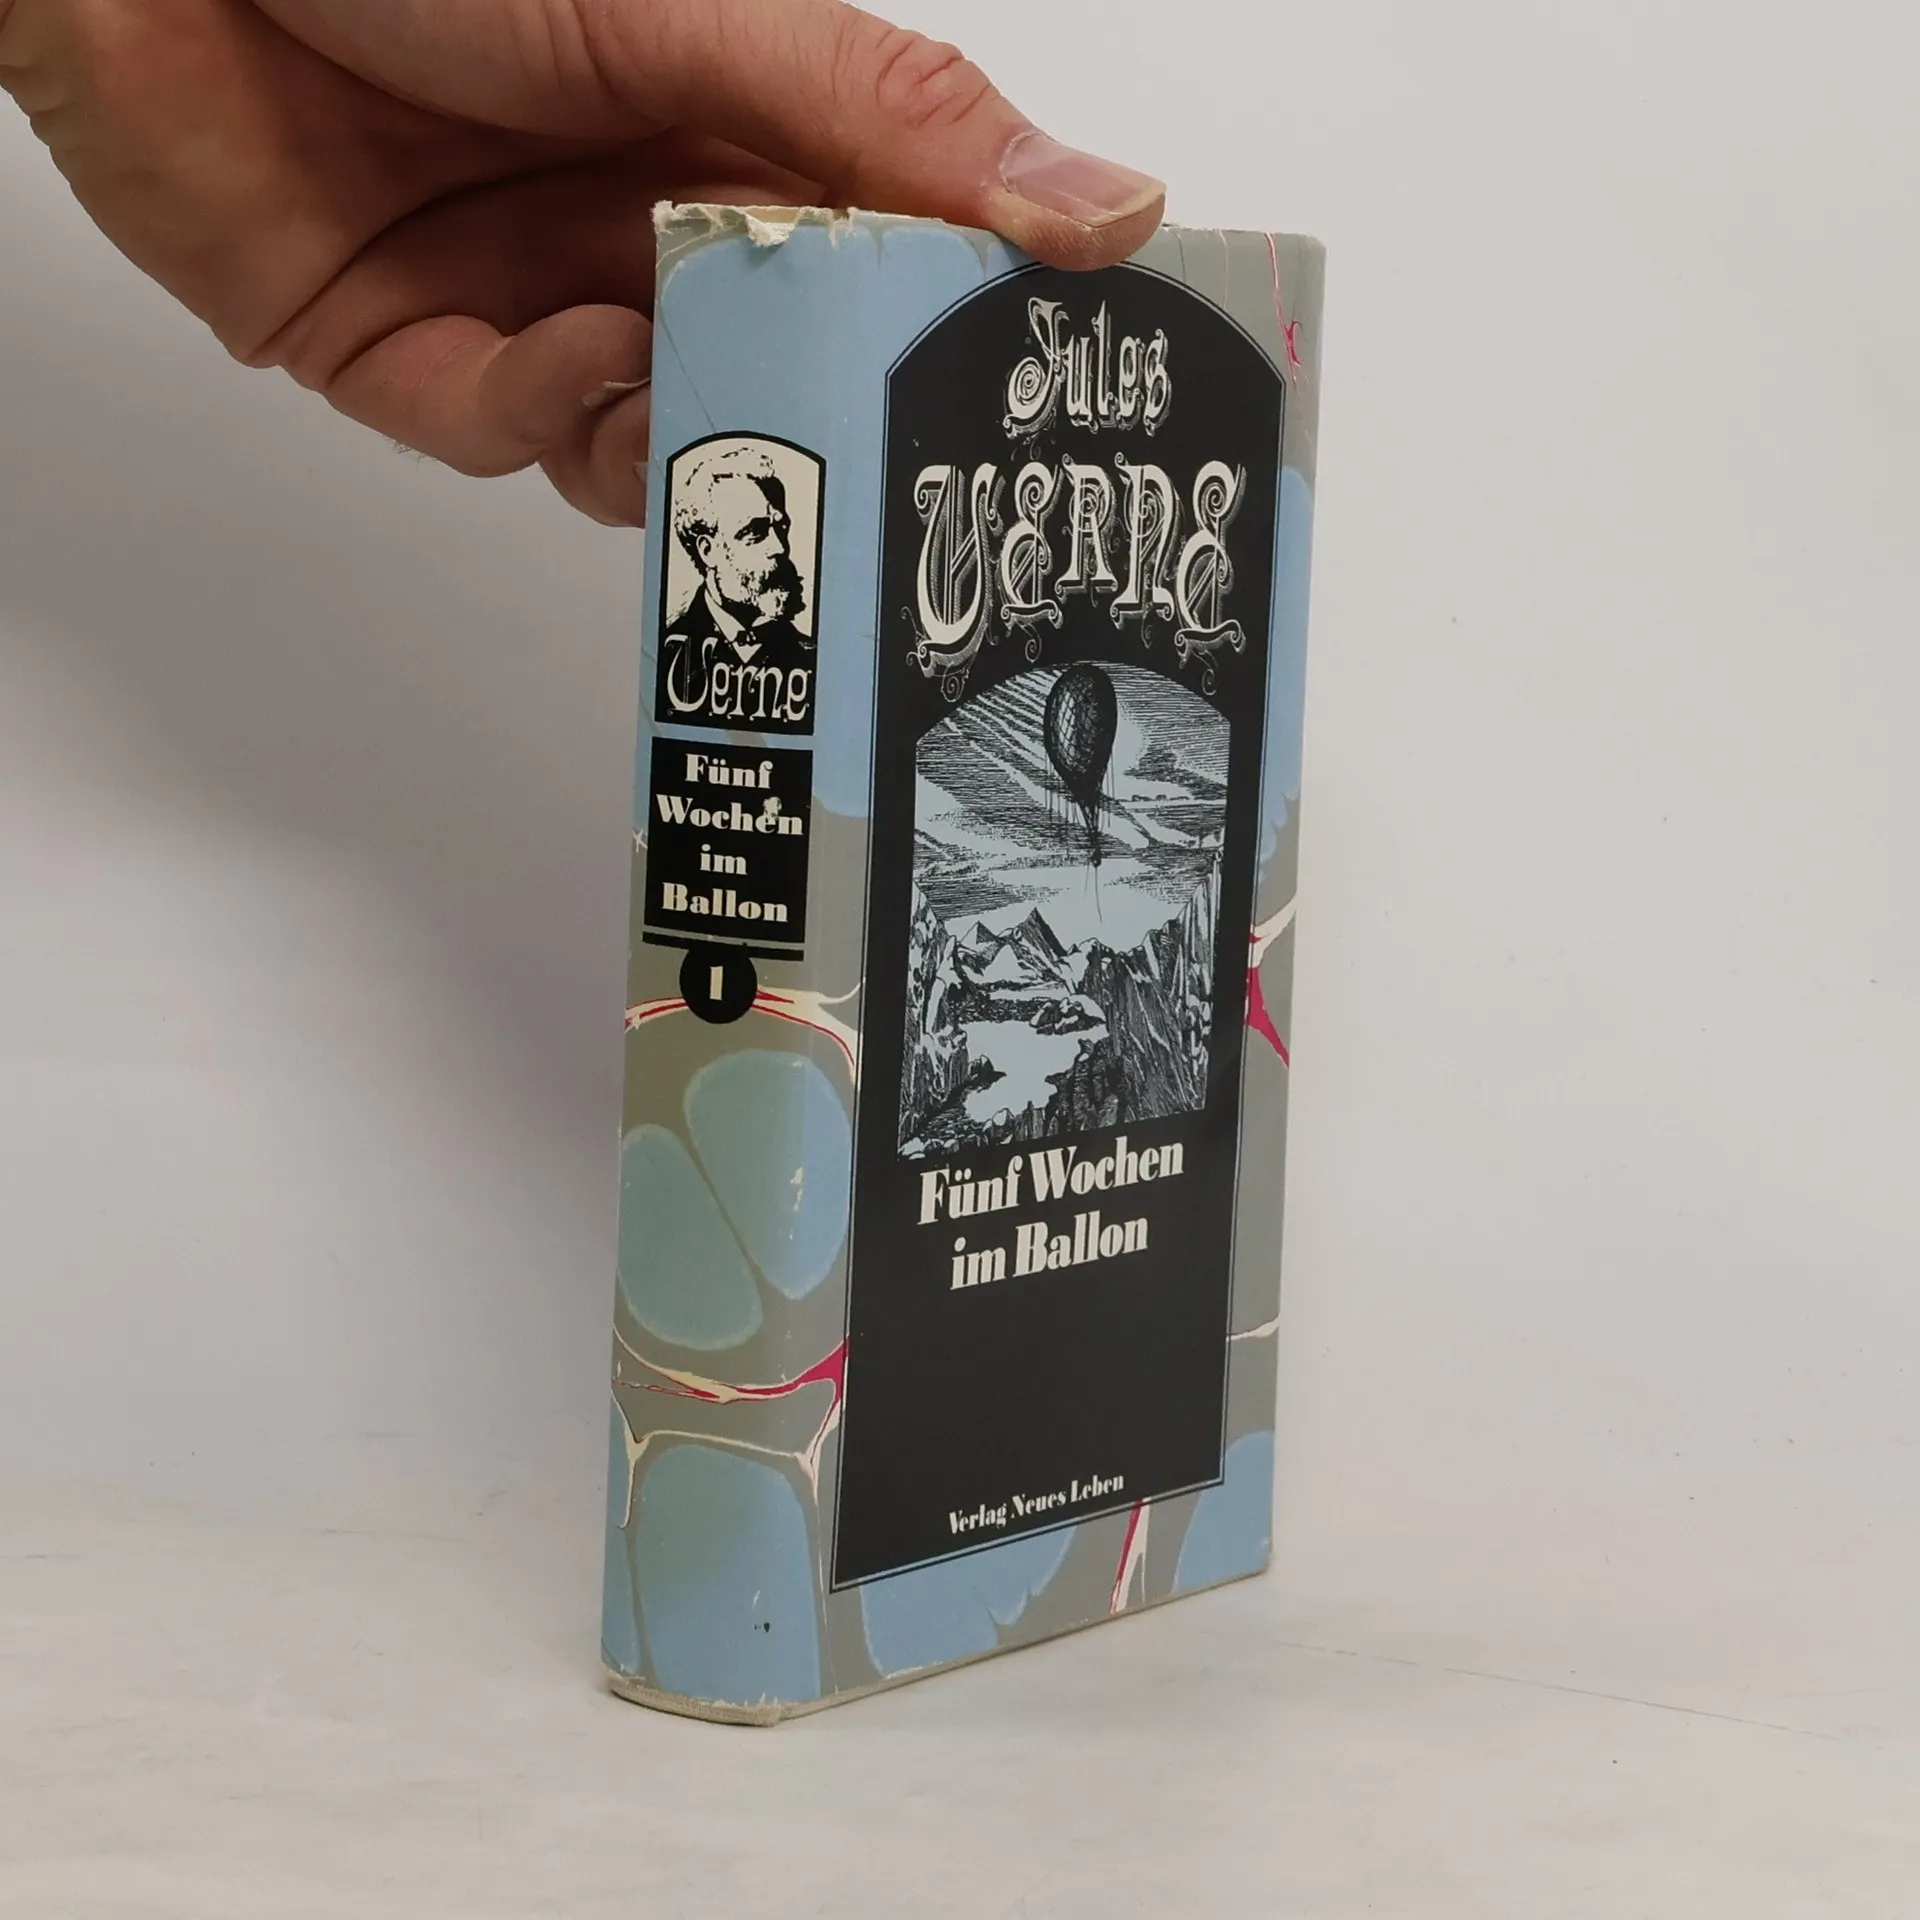 Verne
Fünf
Wochen
im
Ballon
1
Jules
VERNE
Fünf Wochen
im Ballon
Verlag Neues Leben